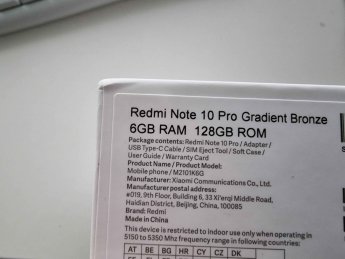 Redmi Note 10 Pro Gradient Bronze
6GB RAM 128GB ROM
Package contents: Redmi Note 10 Pro / Adapter /
USB Type-C Cable / SIM Eject Tool / Soft Case /
User Guide / Warranty Card
Product Name / Product Model:
Mobile phone / M2101K6G
Manufacturer: Xiaomi Communications Co., Ltd.
Manufacturer postal address:
#019, 9th Floor, Building 6, 33 Xi'erqi Middle Road,
Haidian District, Beijing, China, 100085
Brand: Redmi
Made in China
This device is restricted to indoor use only when operating in
5150 to 5350 Mhz frequency range in following countries:
AT BE BG HR CY CZ DK